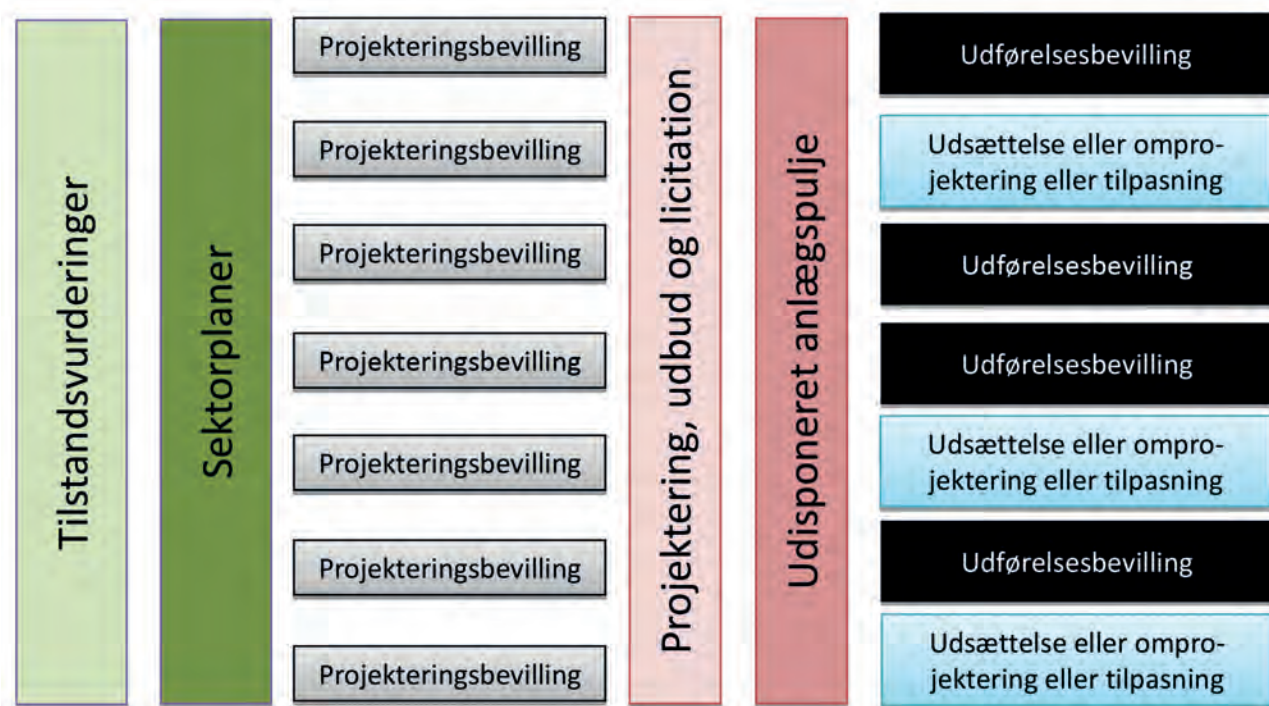 Tilstandsvurderinger
Sektorplaner
Projekteringsbevilling
Projekteringsbevilling
Projekteringsbevilling
Projekteringsbevilling
Projekteringsbevilling
Projekteringsbevilling
Projekteringsbevilling
Projektering, udbud og licitation
Udisponeret anlægspulje
Udførelsesbevilling
Udsættelse eller ompro-
jektering eller tilpasning
Udførelsesbevilling
Udførelsesbevilling
Udsættelse eller ompro-
jektering eller tilpasning
Udførelsesbevilling
Udsættelse eller ompro-
jektering eller tilpasning